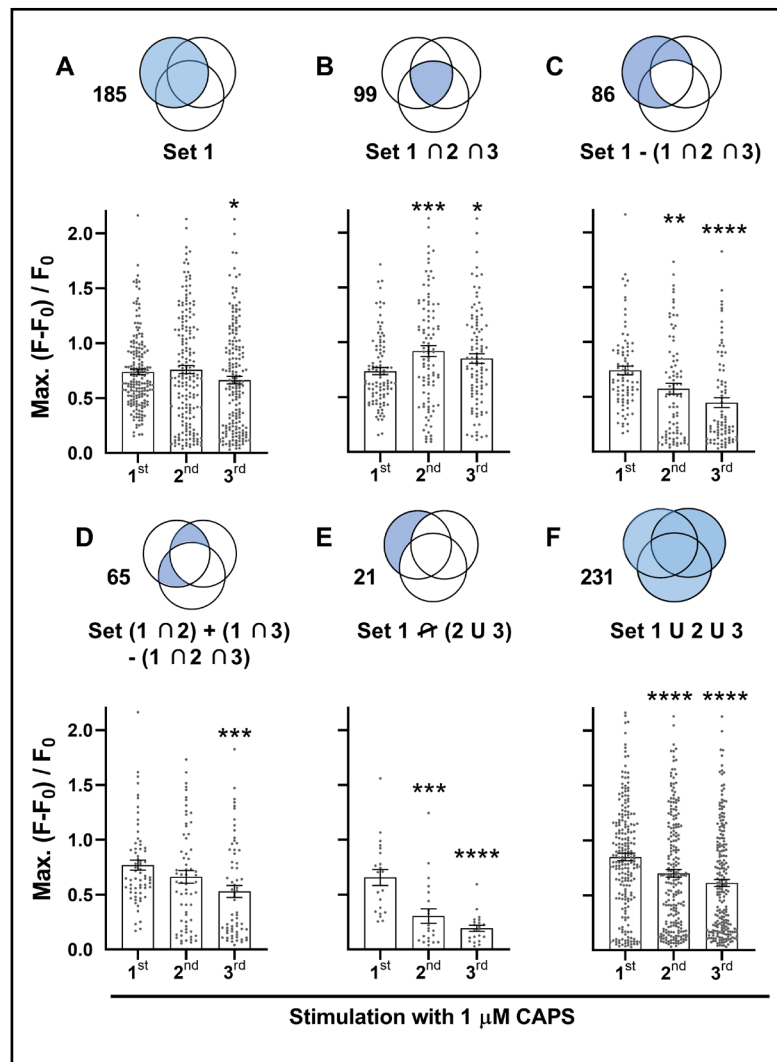 A
185
Set 1
B
99
Set 1 ∩2 ∩3
C
86
Set 1 - (1 ∩2 ∩3)
Max. (F-F₀) / F₀
2.0
1.5
1.0
0.5
0.0
*
1st 2nd 3rd
*** *
1st 2nd 3rd
** ****
1st 2nd 3rd
D
65
Set (1 ∩2) + (1 ∩3)
- (1 ∩2 ∩3)
E
21
Set 1 ∩̸ (2 U 3)
F
231
Set 1 U 2 U 3
Max. (F-F₀) / F₀
2.0
1.5
1.0
0.5
0.0
***
1st 2nd 3rd
*** ****
1st 2nd 3rd
**** ****
1st 2nd 3rd
Stimulation with 1 μM CAPS